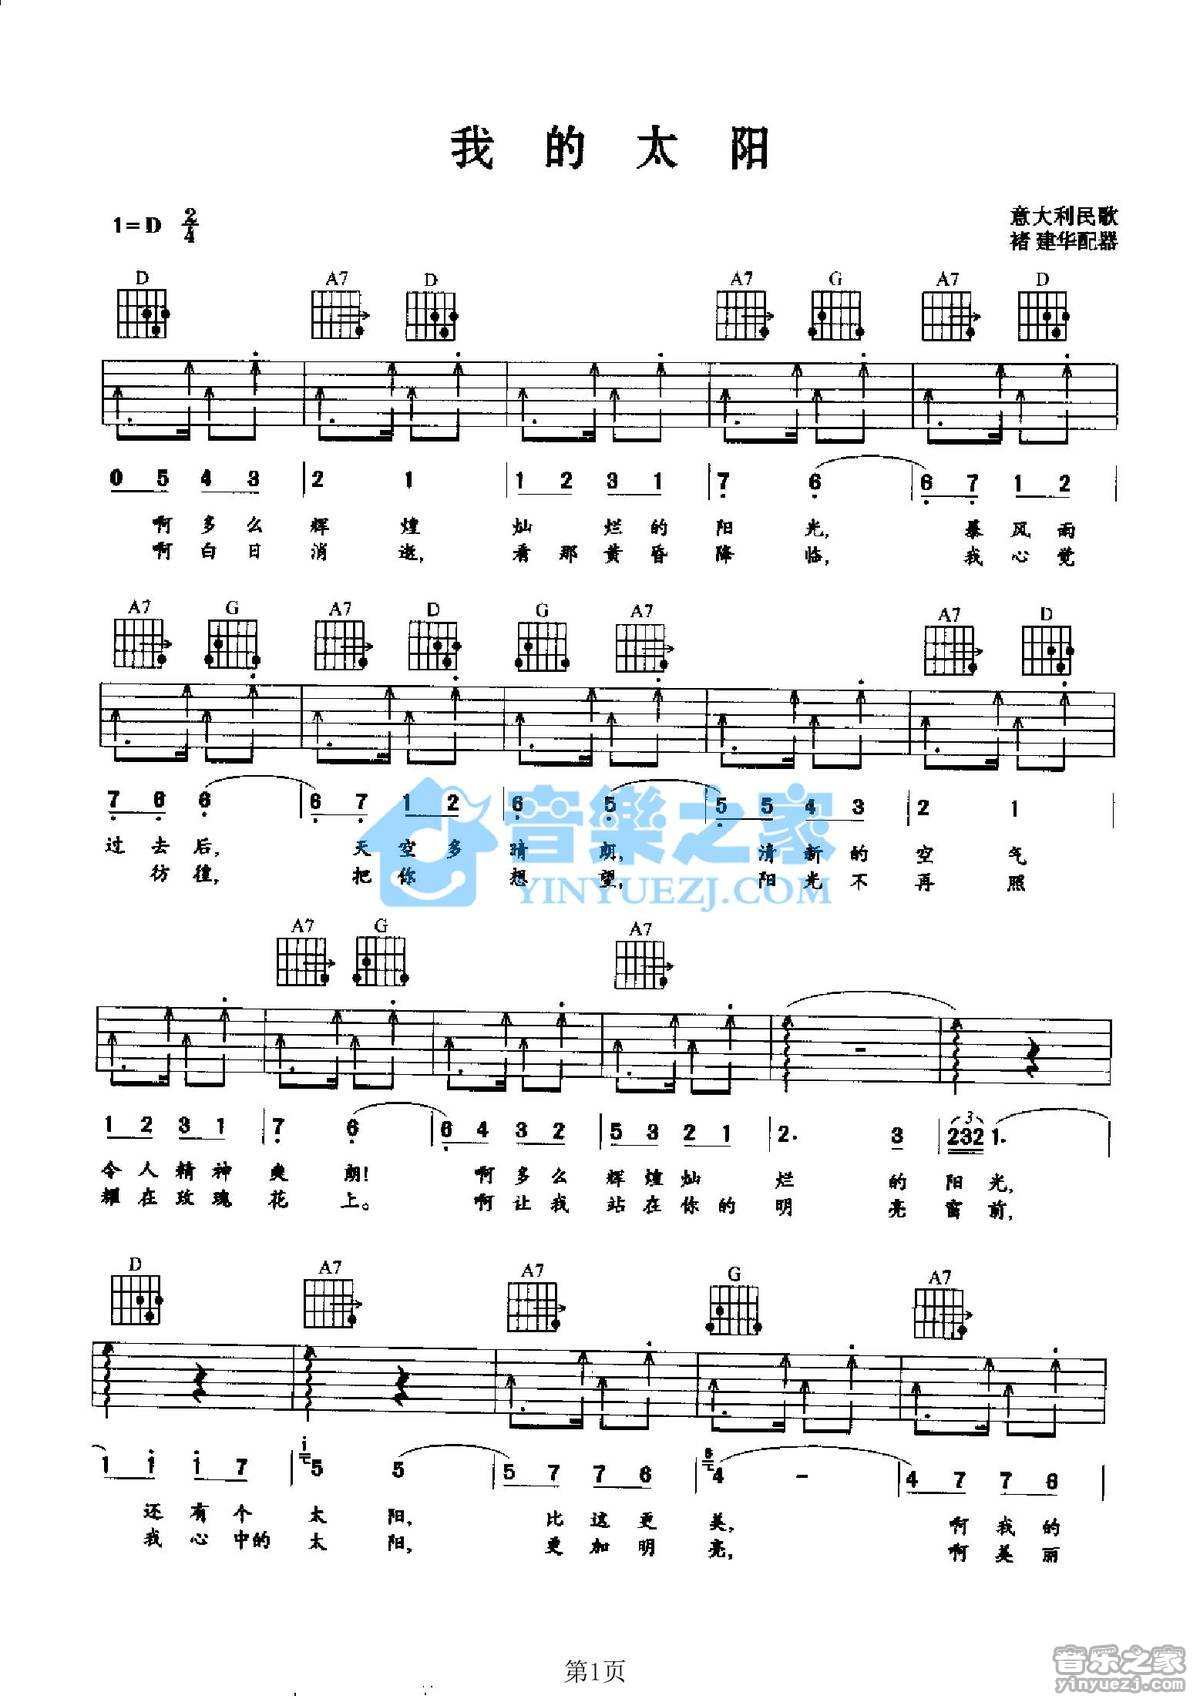 我的太阳
1=D 2/4
意大利民歌
褚建华配器
D A7 D A7 G A7 D
0 5 4 3 2 1 1 2 3 1 7 6 6 7 1 2
啊多么辉煌灿烂的阳光,暴风雨
啊白日消逝,看那黄昏降临,我心觉
A7 G A7 D G A7 A7 D
7 6 6 6 7 1 2 6 5 5 5 4 3 2 1
过去后,天空多晴朗,清新的空气
彷徨,把你想望,阳光不再照
音樂之家
YINYUEZJ.COM
A7 G A7
1 2 3 1 7 6 6 4 3 2 5 3 2 1 2. 3 3 232 1.
令人精神爽朗!啊多么辉煌灿烂的阳光,
耀在玫瑰花上。啊让我站在你的明亮窗前,
D A7 A7 G A7
1 1 1 7 i 5 5 5 7 7 6 6 4 - 4 7 7 6
还有个太阳,比这更美,啊我的
我心中的太阳,更加明亮,啊美丽
第1页
音乐之家
yinyuezj.com